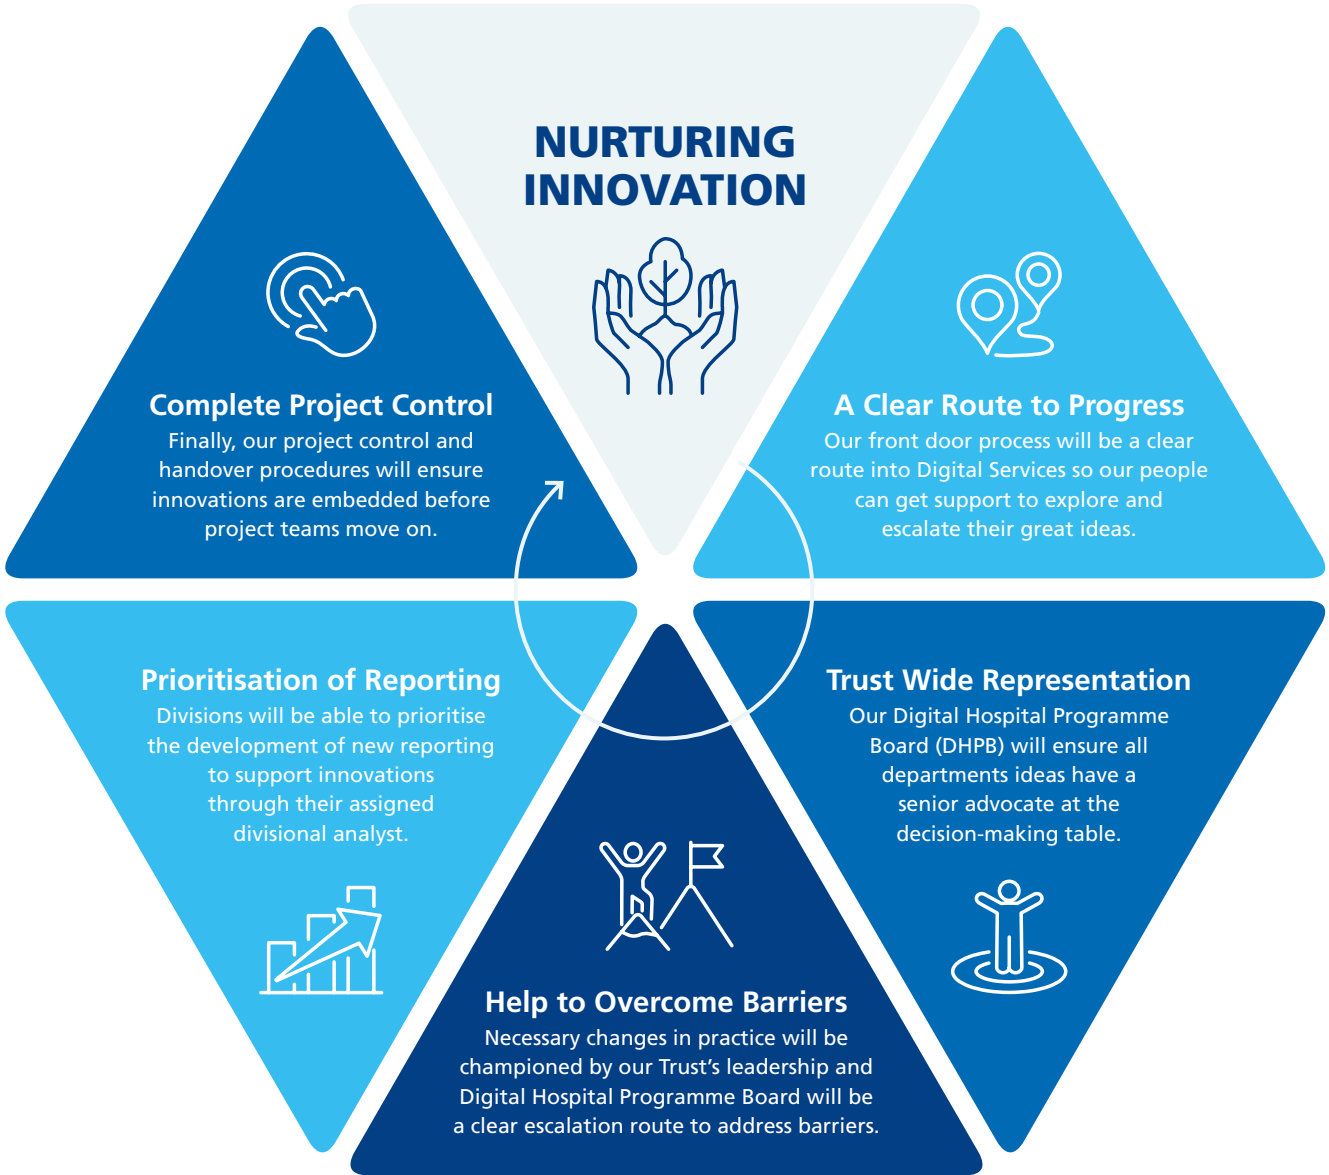 NURTURING
INNOVATION
A Clear Route to Progress
Our front door process will be a clear
route into Digital Services so our people
can get support to explore and
escalate their great ideas.
Trust Wide Representation
Our Digital Hospital Programme
Board (DHPB) will ensure all
departments ideas have a
senior advocate at the
decision-making table.
Help to Overcome Barriers
Necessary changes in practice will be
championed by our Trust’s leadership and
Digital Hospital Programme Board will be
a clear escalation route to address barriers.
Prioritisation of Reporting
Divisions will be able to prioritise
the development of new reporting
to support innovations
through their assigned
divisional analyst.
Complete Project Control
Finally, our project control and
handover procedures will ensure
innovations are embedded before
project teams move on.